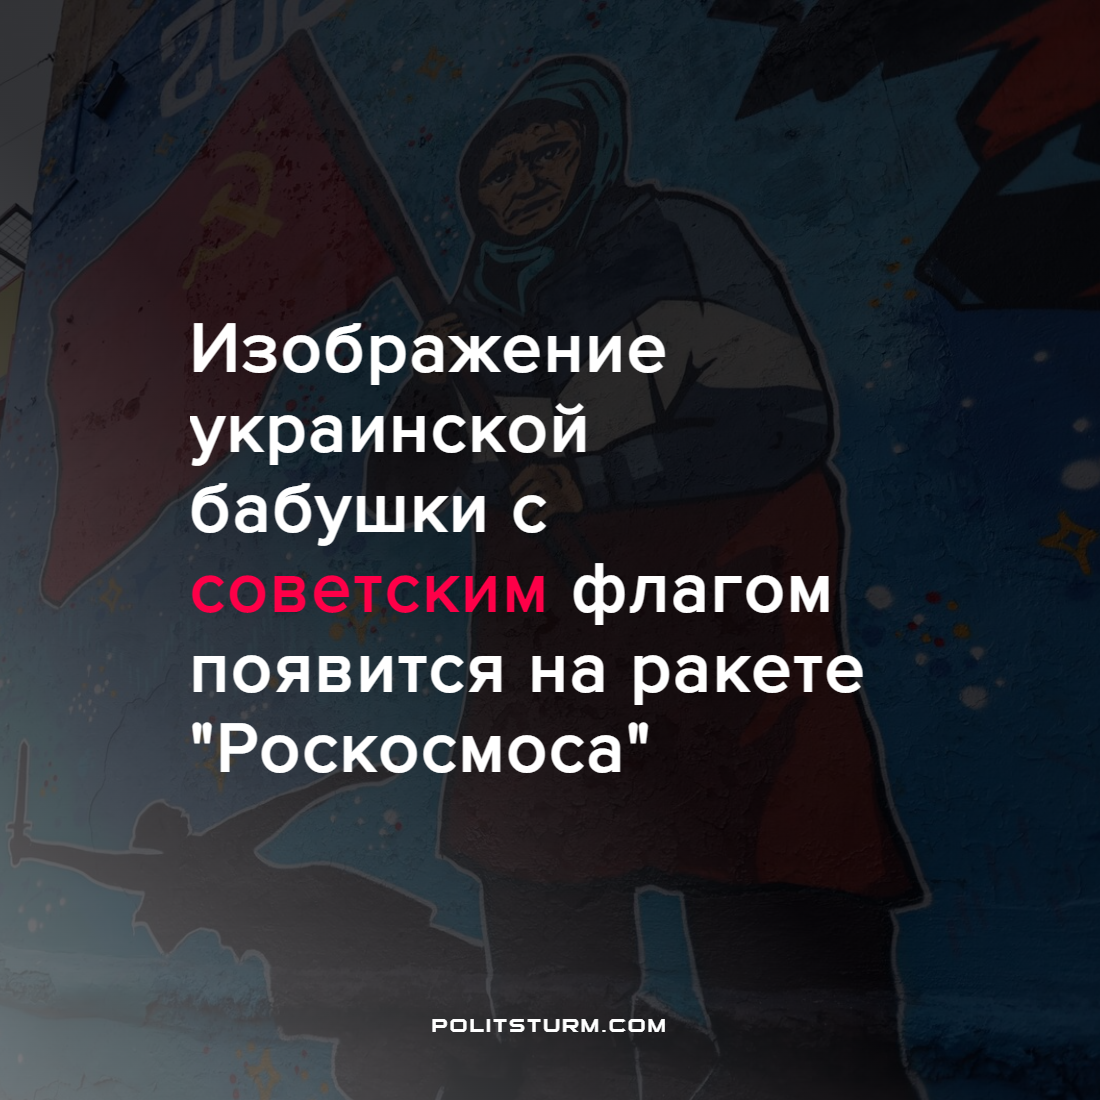 Изображение
украинской
бабушки с
советским флагом
появится на ракете
"Роскосмоса"
POLITSTURM.COM